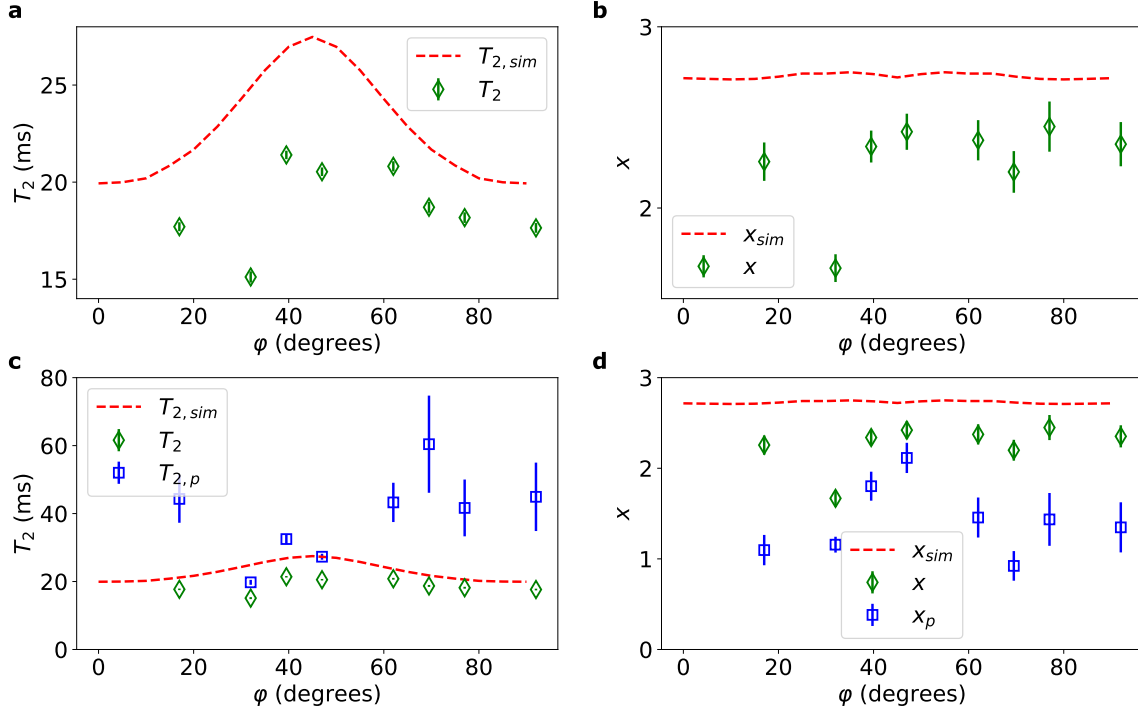 a
25
20
15
T2 (ms)
T2,sim
T2
0 20 40 60 80
φ (degrees)
b
3
2
x
xsim
x
0 20 40 60 80
φ (degrees)
c
80
60
40
20
0
T2 (ms)
T2,sim
T2
T2,p
0 20 40 60 80
φ (degrees)
d
3
2
1
0
x
xsim
x
xp
0 20 40 60 80
φ (degrees)